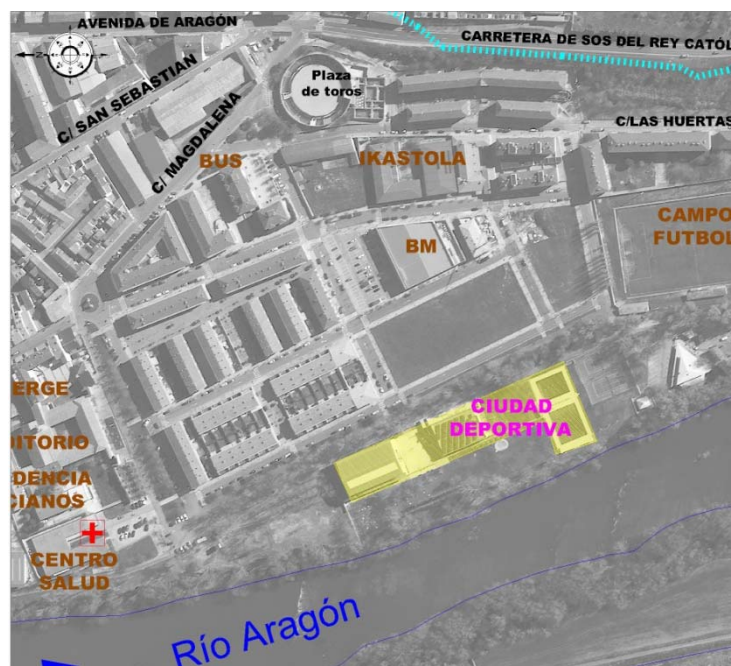 AVENIDA DE ARAGÓN
CARRETERA DE SOS DEL REY CATÓL
N
C/ SAN SEBASTIAN
Plaza
de toros
C/ MAGDALENA
C/LAS HUERTAS
BUS
IKASTOLA
CAMPO
FUTBOL
BM
CIUDAD
DEPORTIVA
ERGE
DITORIO
DENCIA
CIANOS
CENTRO
SALUD
Río Aragón